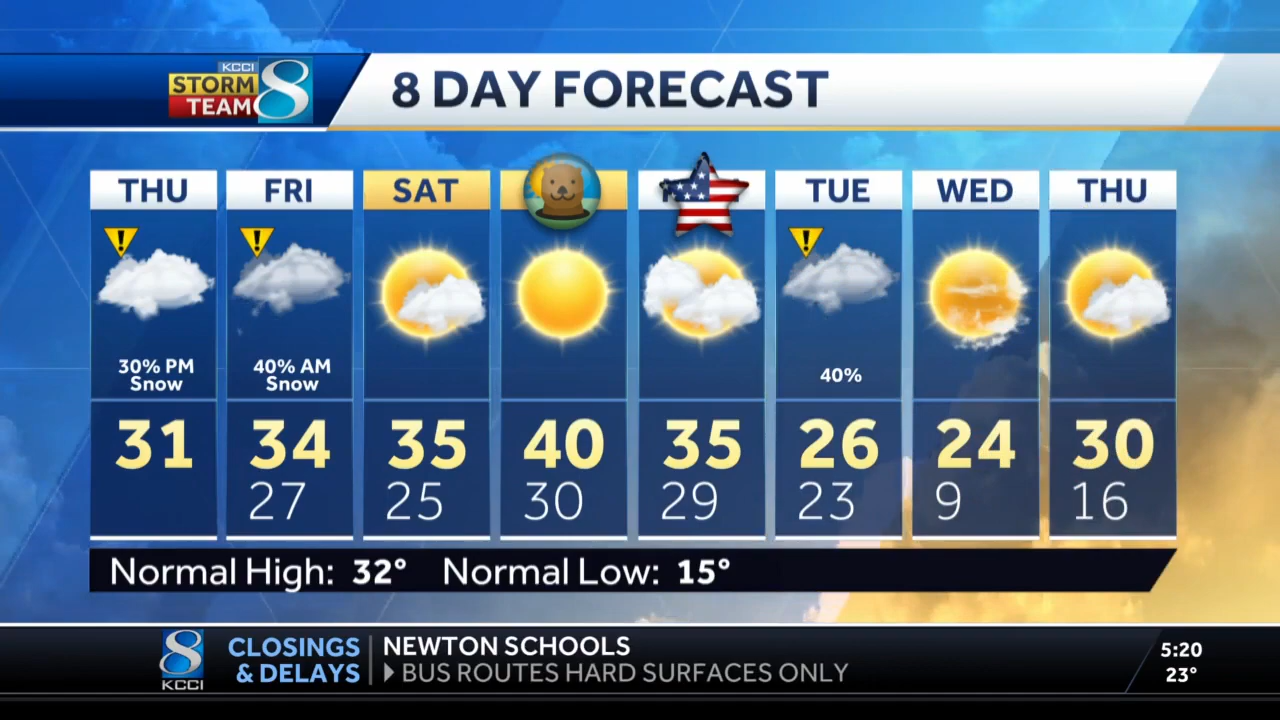 KCCI
STORM
TEAM 8
8 DAY FORECAST
THU FRI SAT TUE WED THU
! ! !
30% PM
Snow
40% AM
Snow
40%
31 34 35 40 35 26 24 30
27 25 30 29 23 9 16
Normal High: 32° Normal Low: 15°
8
KCCI
CLOSINGS
& DELAYS
NEWTON SCHOOLS
BUS ROUTES HARD SURFACES ONLY
5:20
23°